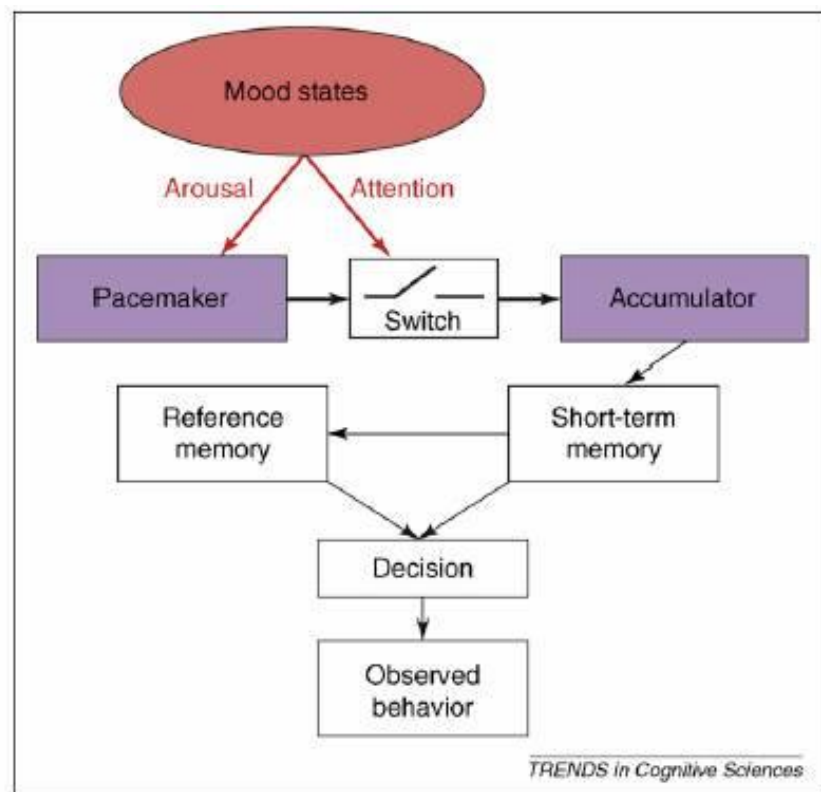 Mood states
Arousal
Attention
Pacemaker
Switch
Accumulator
Reference
memory
Short-term
memory
Decision
Observed
behavior
TRENDS in Cognitive Sciences